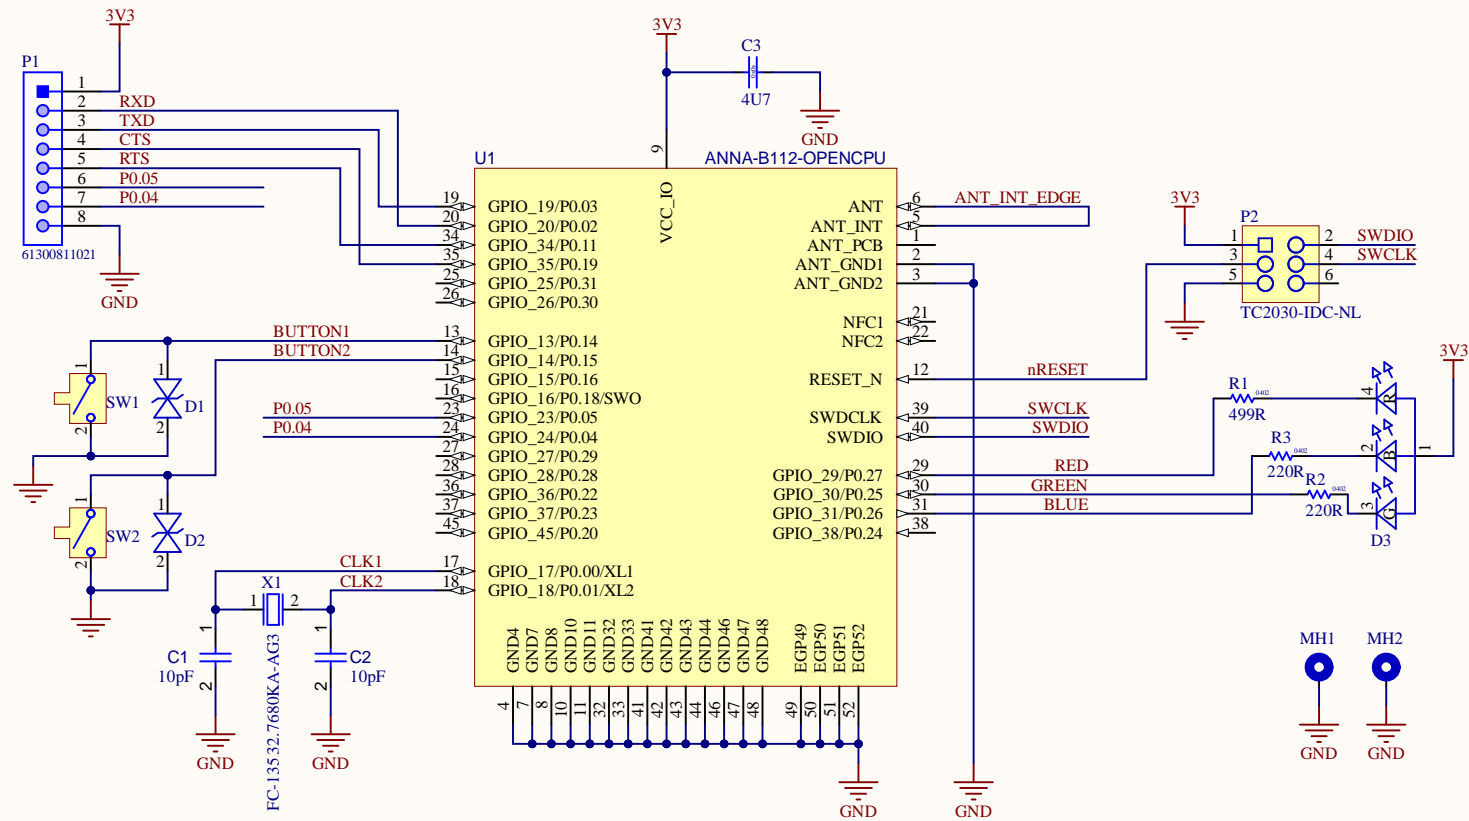 3V3
P1
1
2 RXD
3 TXD
4 CTS
5 RTS
6 P0.05
7 P0.04
8
61300811021
GND
3V3
C3
4U7
GND
9
U1
ANNA-B112-OPENCPU
VCC_IO
19 GPIO_19/P0.03
20 GPIO_20/P0.02
34 GPIO_34/P0.11
35 GPIO_35/P0.19
25 GPIO_25/P0.31
26 GPIO_26/P0.30
BUTTON1 13 GPIO_13/P0.14
BUTTON2 14 GPIO_14/P0.15
15 GPIO_15/P0.16
16 GPIO_16/P0.18/SWO
P0.05 23 GPIO_23/P0.05
P0.04 24 GPIO_24/P0.04
27 GPIO_27/P0.29
28 GPIO_28/P0.28
36 GPIO_36/P0.22
37 GPIO_37/P0.23
45 GPIO_45/P0.20
CLK1 17 GPIO_17/P0.00/XL1
CLK2 18 GPIO_18/P0.01/XL2
ANT 6 ANT_INT_EDGE
ANT_INT 5
ANT_PCB 1
ANT_GND1 2
ANT_GND2 3
NFC1 21
NFC2 22
RESET_N 12 nRESET
SWDCLK 39 SWCLK
SWDIO 40 SWDIO
GPIO_29/P0.27 29 RED
GPIO_30/P0.25 30 GREEN
GPIO_31/P0.26 31 BLUE
GPIO_38/P0.24 38
GND4
GND7
GND8
GND10
GND11
GND32
GND33
GND41
GND42
GND43
GND44
GND46
GND47
GND48
EGP49
EGP50
EGP51
EGP52
4
7
8
10
11
32
33
41
42
43
44
46
47
48
49
50
51
52
GND
GND
1
SW1
2
1
D1
2
1
SW2
2
1
D2
2
X1
1 2
FC-135 32.7680KA-AG3
1
C1
10pF
2
GND
1
C2
10pF
2
GND
3V3
P2
1 2 SWDIO
3 4 SWCLK
5 6
TC2030-IDC-NL
3V3
R1 0402
499R
4 R
R3 0402
220R
2 B
1
R2 0402
220R
3 G
D3
MH1
GND
MH2
GND